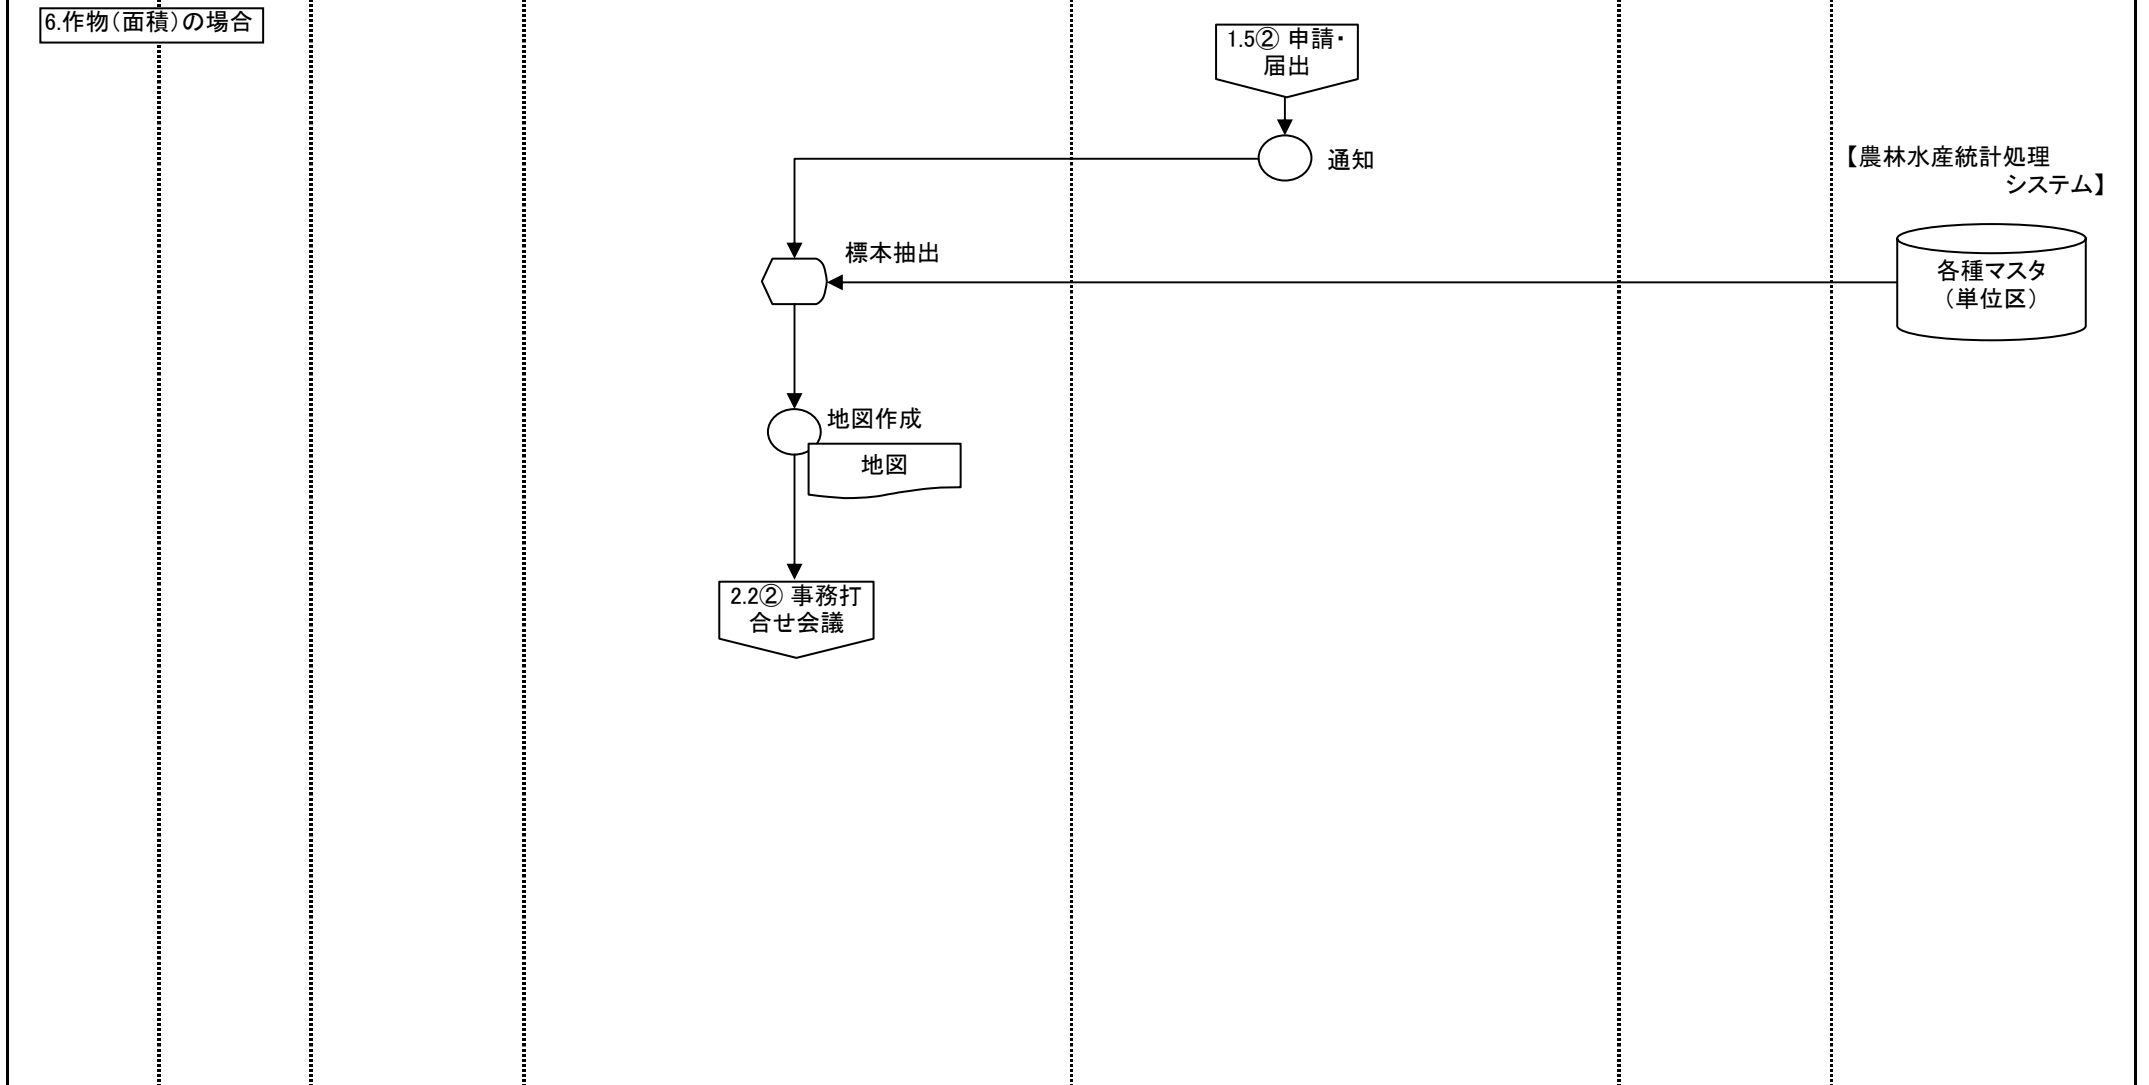 6.作物（面積）の場合
1.5② 申請・
届出
通知
【農林水産統計処理
システム】
標本抽出
各種マスタ
（単位区）
地図作成
地図
2.2② 事務打
合せ会議